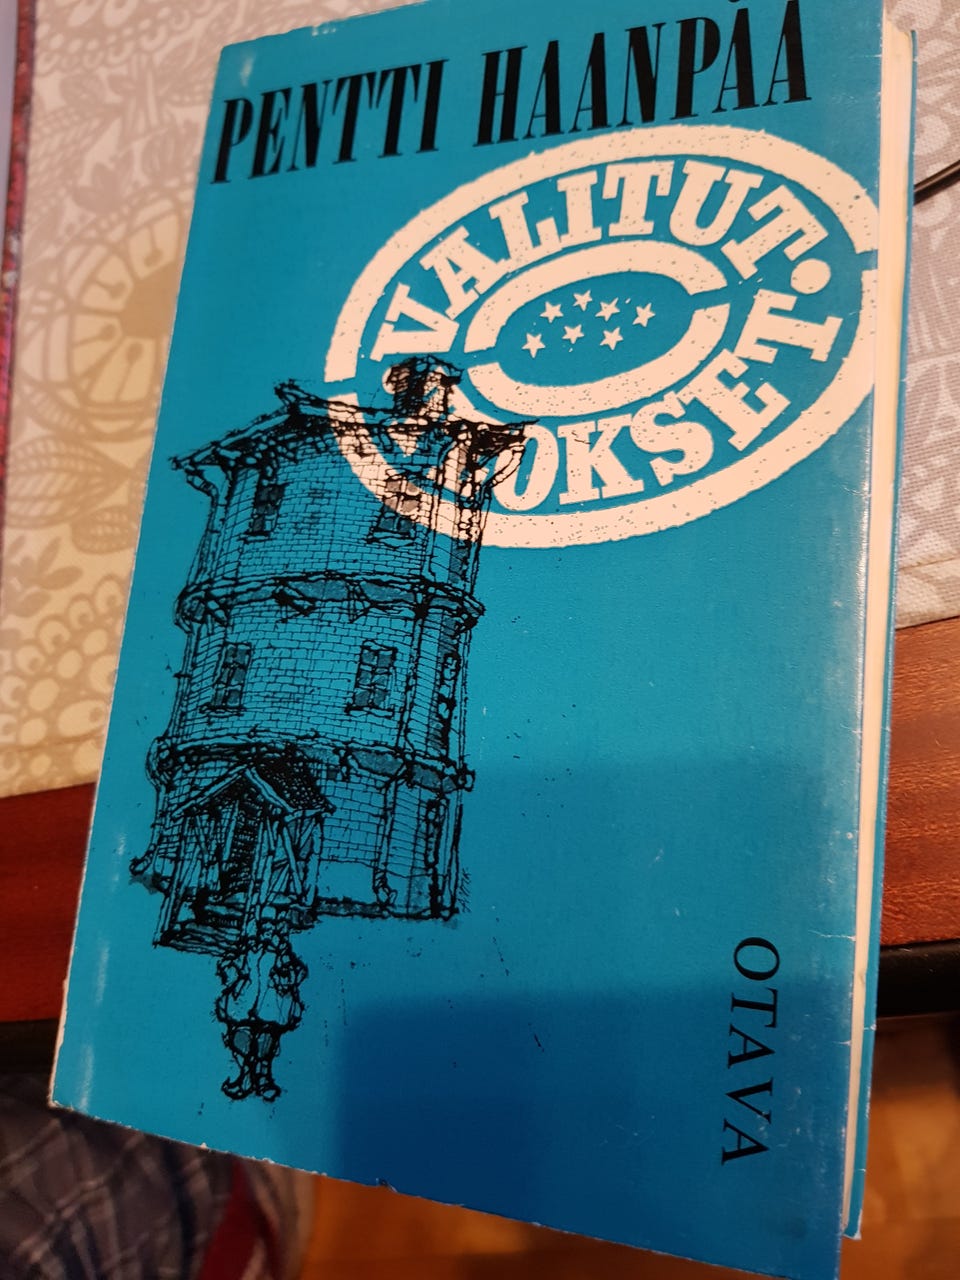 PENTTI HAANPÄÄ
VALITUT·
TEOKSET
OTAVA